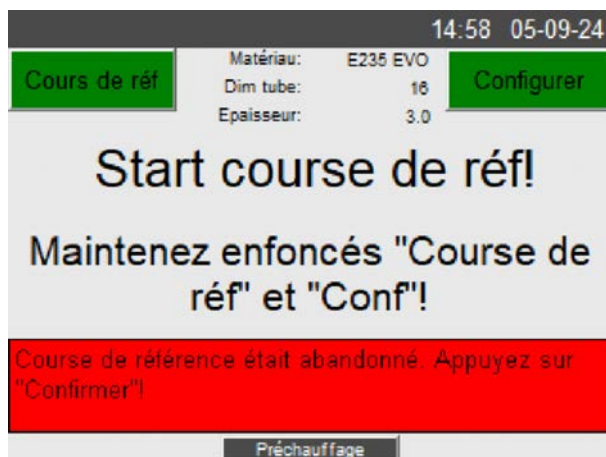 14:58 05-09-24
Cours de réf
Matériau: E235 EVO
Dim tube: 16
Epaisseur: 3.0
Configurer
Start course de réf!
Maintenez enfoncés "Course de
réf" et "Conf"!
Course de référence était abandonné. Appuyez sur
"Confirmer"!
Préchauffage